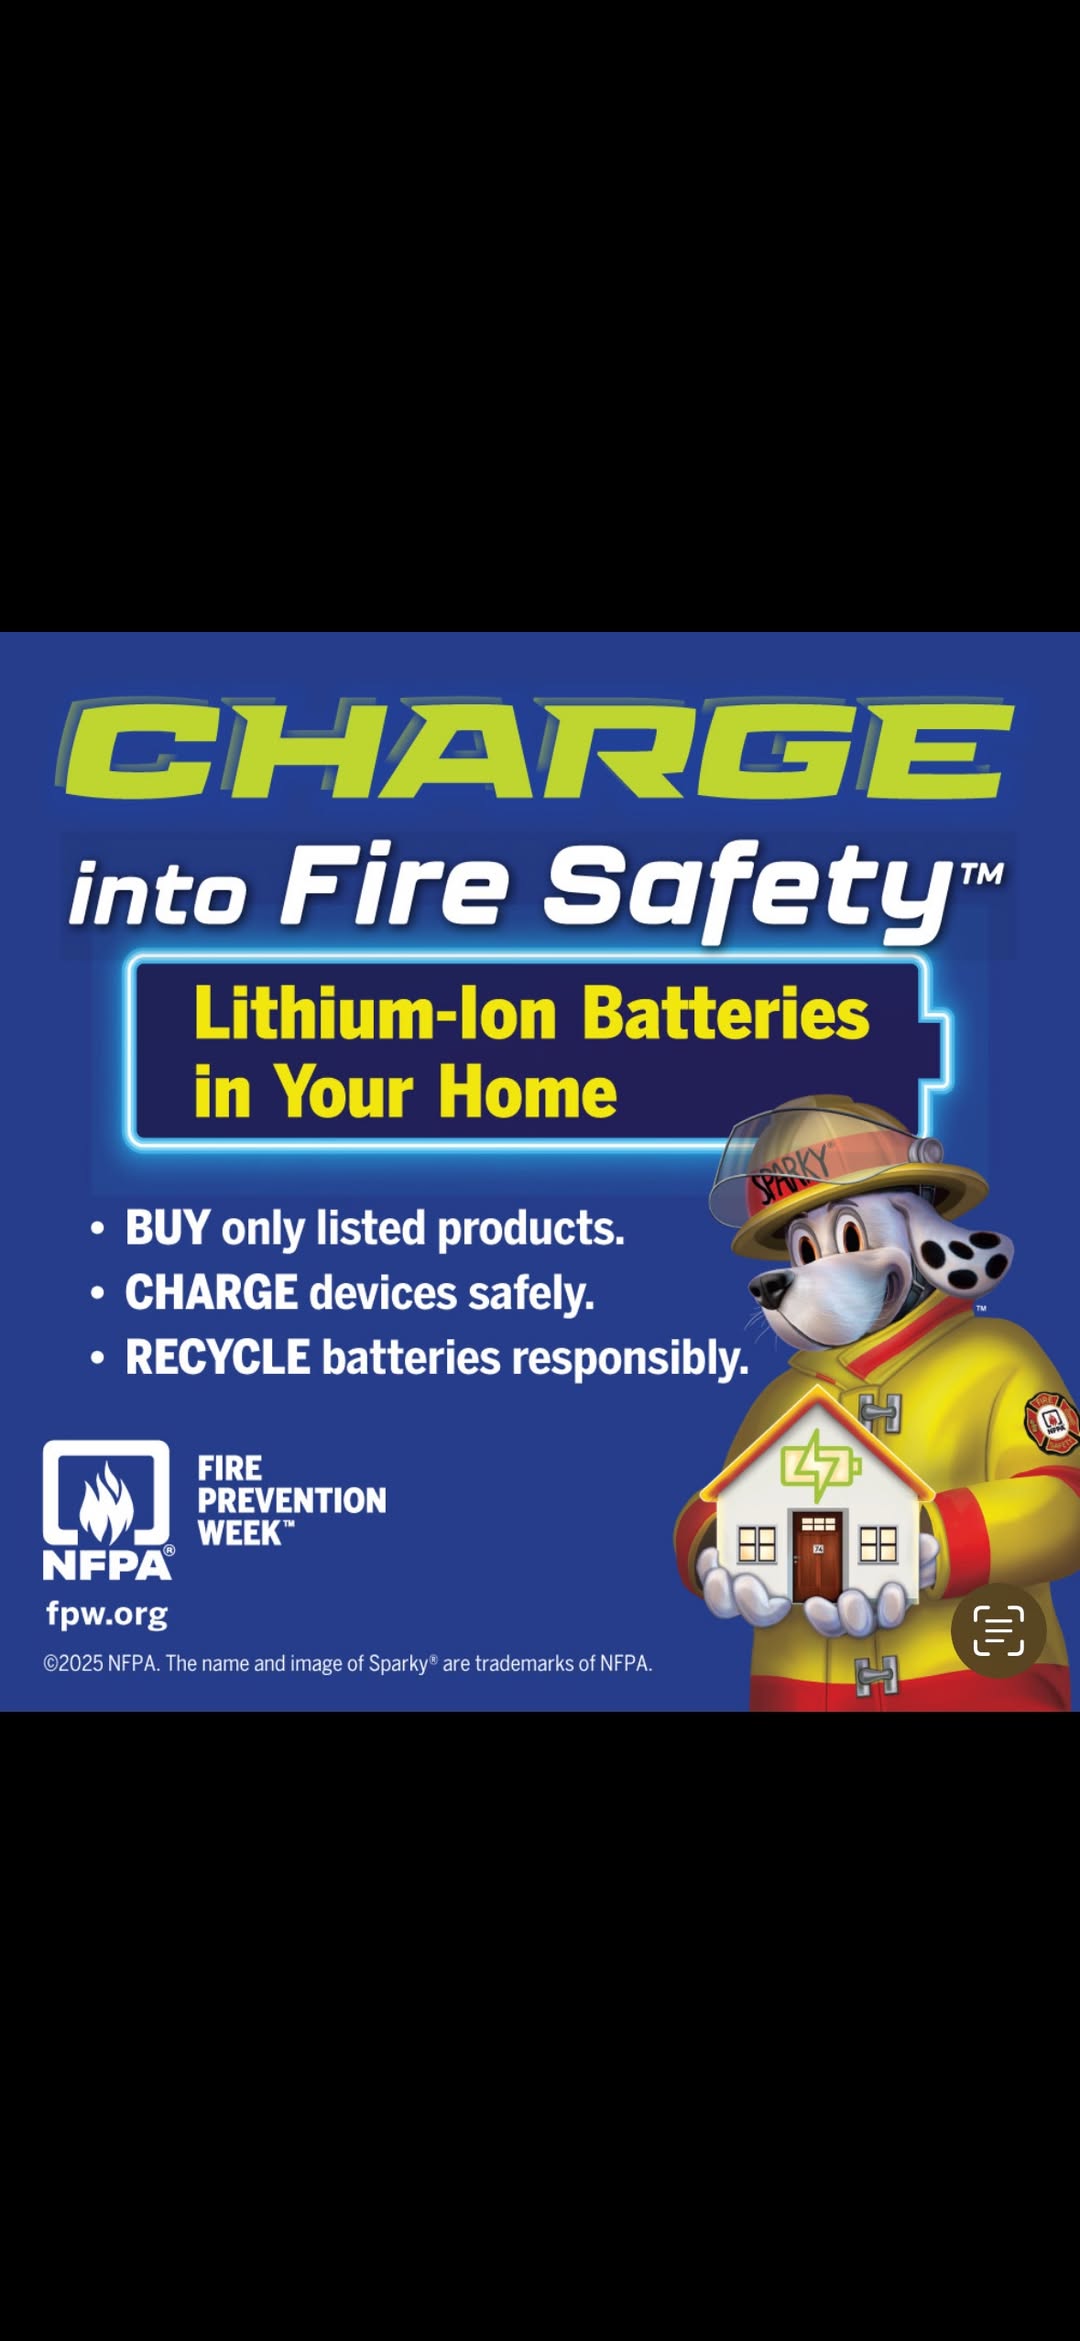 CHARGE
into Fire Safety™
Lithium-Ion Batteries
in Your Home
• BUY only listed products.
• CHARGE devices safely.
• RECYCLE batteries responsibly.
SPARKY®
™
NFPA®
FIRE
PREVENTION
WEEK™
74
fpw.org
©2025 NFPA. The name and image of Sparky® are trademarks of NFPA.